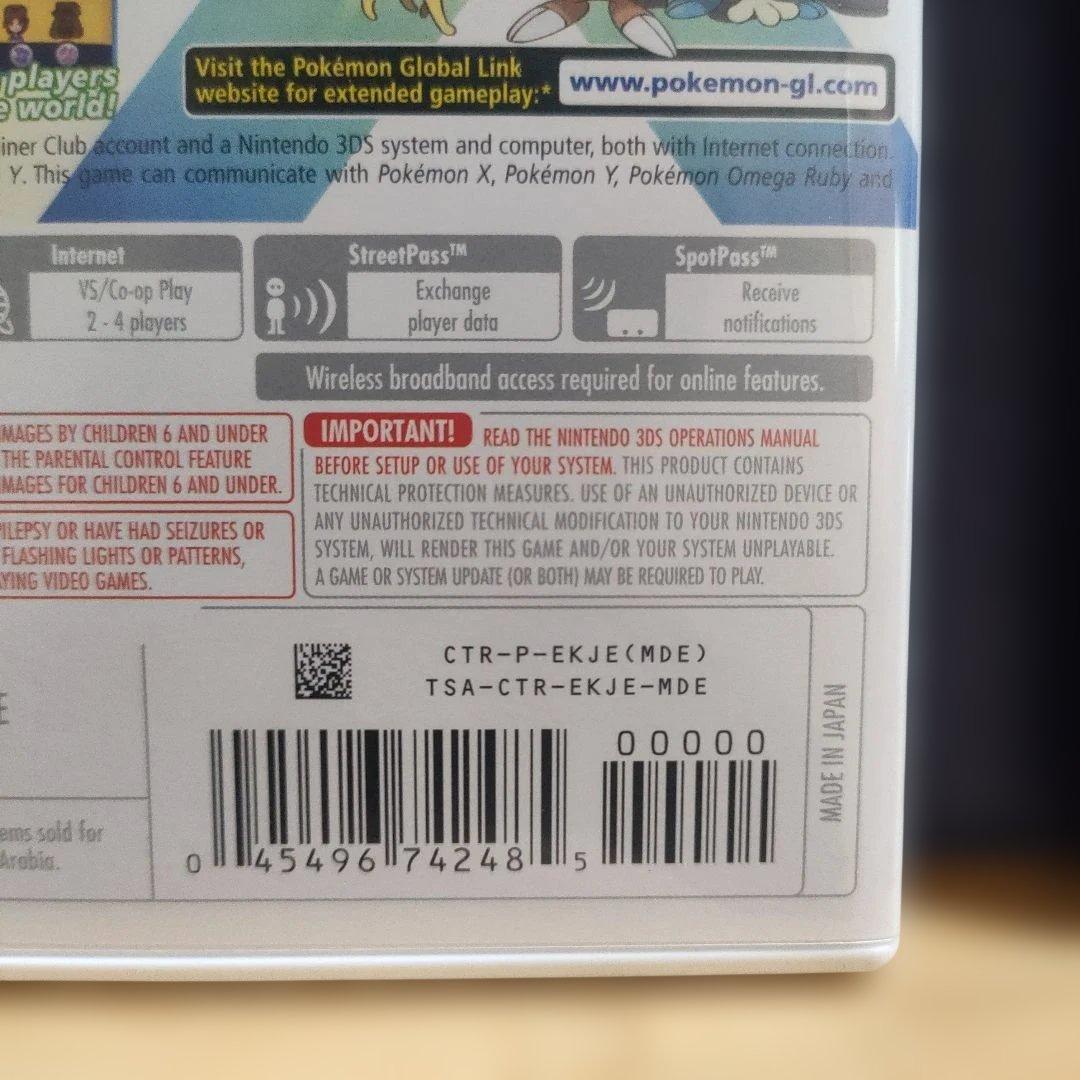 players
world!
Visit the Pokémon Global Link
website for extended gameplay:*
www.pokemon-gl.com
Club account and a Nintendo 3DS system and computer, both with Internet connection.
Y. This game can communicate with Pokémon X, Pokémon Y, Pokémon Omega Ruby and
Internet
VS/Co-op Play
2 - 4 players
StreetPass™
Exchange
player data
SpotPass™
Receive
notifications
Wireless broadband access required for online features.
BY CHILDREN 6 AND UNDER
THE PARENTAL CONTROL FEATURE
FOR CHILDREN 6 AND UNDER.
OR HAVE HAD SEIZURES OR
FLASHING LIGHTS OR PATTERNS,
VIDEO GAMES.
IMPORTANT! READ THE NINTENDO 3DS OPERATIONS MANUAL
BEFORE SETUP OR USE OF YOUR SYSTEM. THIS PRODUCT CONTAINS
TECHNICAL PROTECTION MEASURES. USE OF AN UNAUTHORIZED DEVICE OR
ANY UNAUTHORIZED TECHNICAL MODIFICATION TO YOUR NINTENDO 3DS
SYSTEM, WILL RENDER THIS GAME AND/OR YOUR SYSTEM UNPLAYABLE.
A GAME OR SYSTEM UPDATE (OR BOTH) MAY BE REQUIRED TO PLAY.
sold for
Arabia.
CTR-P-EKJE(MDE)
TSA-CTR-EKJE-MDE
00000
0 45496 74248 5
MADE IN JAPAN